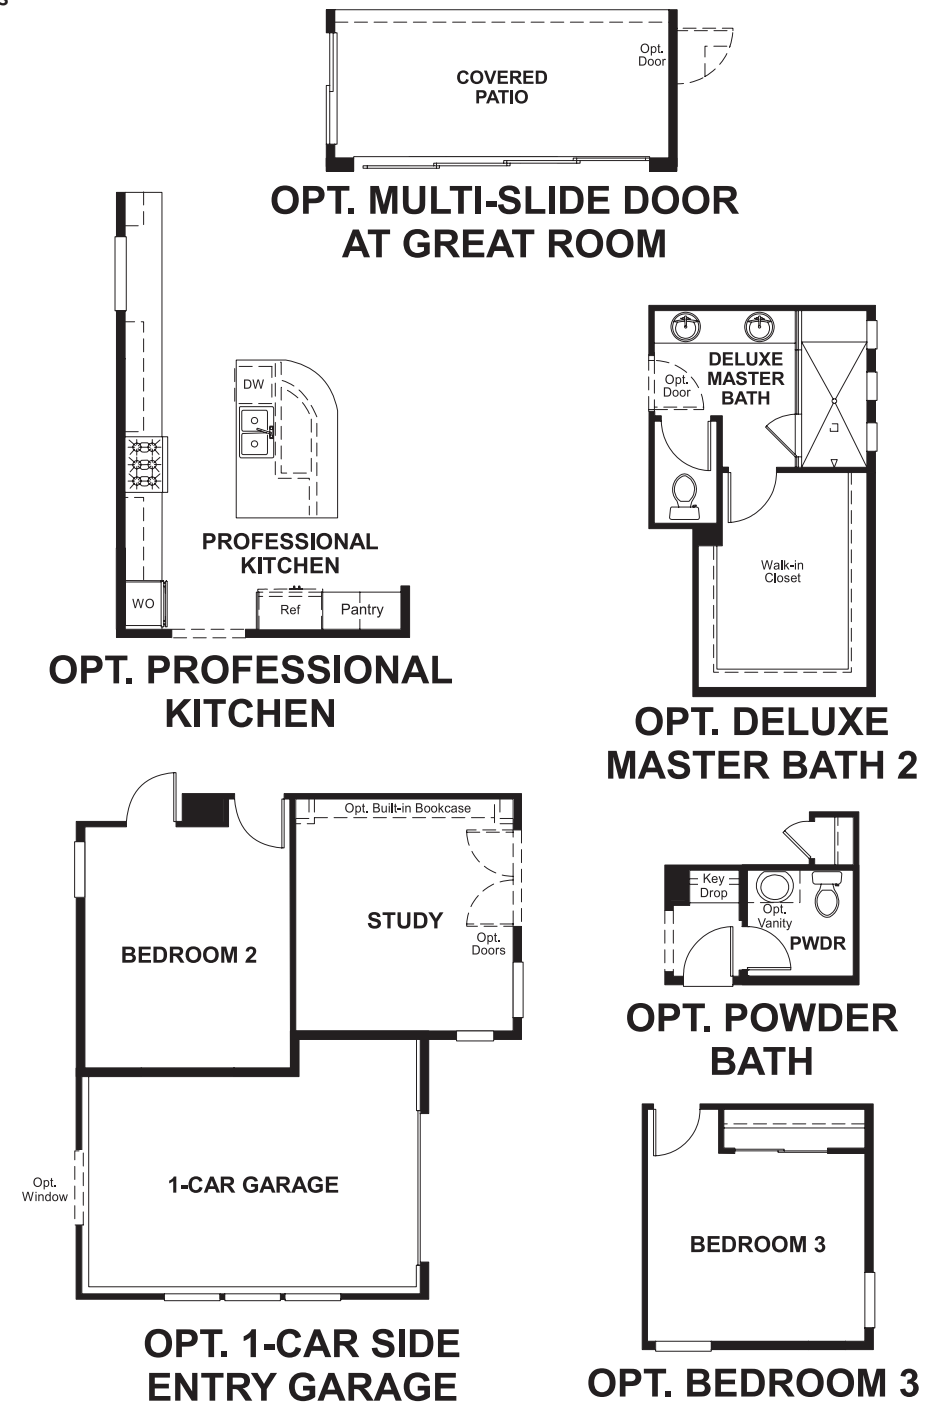 Opt.
Door
COVERED
PATIO
OPT. MULTI-SLIDE DOOR
AT GREAT ROOM
DW
PROFESSIONAL
KITCHEN
WO
Ref
Pantry
OPT. PROFESSIONAL
KITCHEN
DELUXE
MASTER
BATH
Opt.
Door
Walk-in
Closet
OPT. DELUXE
MASTER BATH 2
Opt. Built-in Bookcase
STUDY
Opt.
Doors
BEDROOM 2
1-CAR GARAGE
Opt.
Window
OPT. 1-CAR SIDE
ENTRY GARAGE
Key
Drop
Opt.
Vanity
PWDR
OPT. POWDER
BATH
BEDROOM 3
OPT. BEDROOM 3